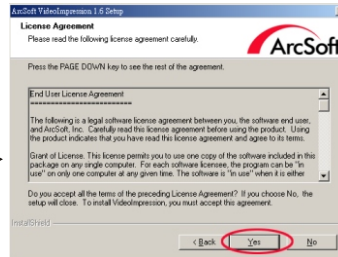 ArcSoft VideoImpression 1.6 Setup
License Agreement
Please read the following license agreement carefully.
ArcSoft
Press the PAGE DOWN key to see the rest of the agreement.
End User License Agreement
==========================
The following is a legal software license agreement between you, the software end user,
and ArcSoft, Inc. Carefully read this license agreement before using the product. Using
the product indicates that you have read this license agreement and agree to its terms.
Grant of License. This license permits you to use one copy of the software included in this
package on any single computer. For each software licensee, the program can be "in
use" on only one computer at any given time. The software is "in use" when it is either
Do you accept all the terms of the preceding License Agreement? If you choose No, the
setup will close. To install VideoImpression, you must accept this agreement.
InstallShield
< Back
Yes
No